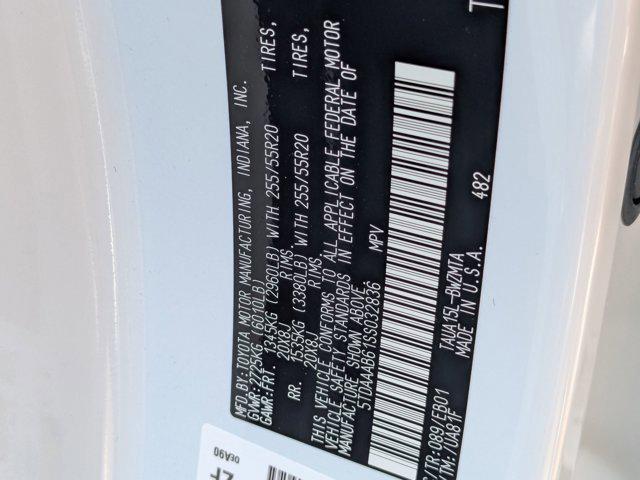 MFD.BY:TOYOTA MOTOR MANUFACTURING, INDIANA, INC.
GVWR:2725KG (6010LB)
GAWR:FRT. 1345KG (2960LB) WITH 255/55R20 TIRES,
20X8J RIMS.
RR. 1535KG (3380LB) WITH 255/55R20 TIRES,
20X8J RIMS.
THIS VEHICLE CONFORMS TO ALL APPLICABLE FEDERAL MOTOR
VEHICLE SAFETY STANDARDS IN EFFECT ON THE DATE OF
MANUFACTURE SHOWN ABOVE.
5TDAAAB61SS032836 MPV
/TR:089/EB01 TAUA15L-BWZMTA 482
/TM:/UA81F MADE IN U.S.A.
DEA90